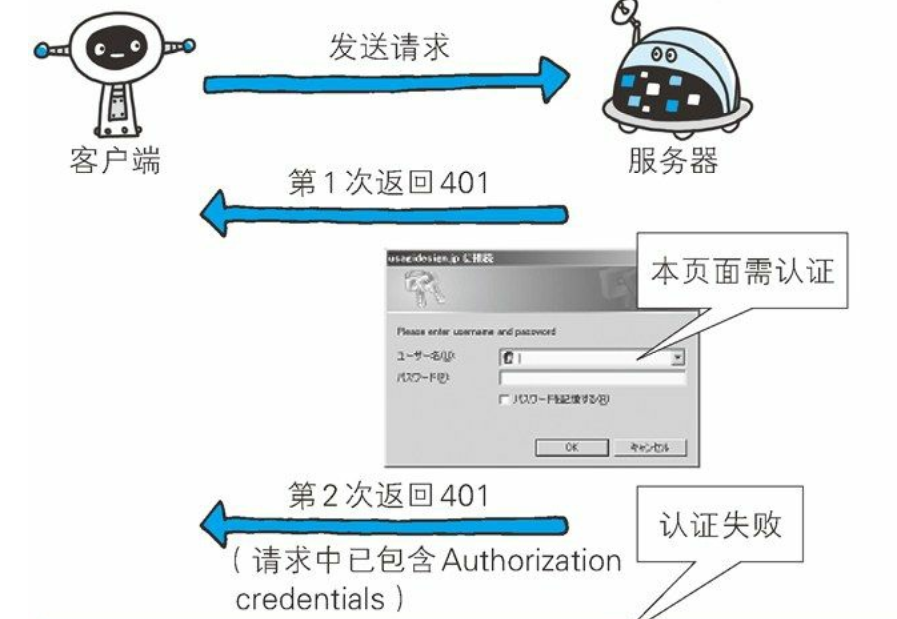 发送请求
客户端
服务器
第1次返回401
usagidesign.jp に接続
本页面需认证
Please enter username and password
ユーザー名(U):
パスワード(P):
パスワードを記憶する(R)
OK
キャンセル
第2次返回401
认证失败
（请求中已包含Authorization
credentials）